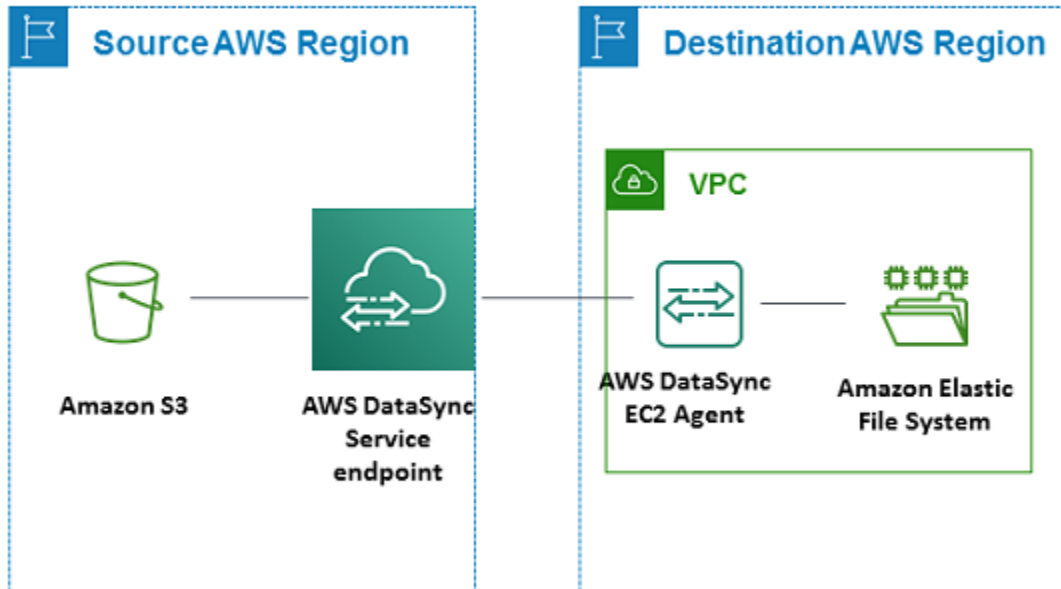 Source AWS Region
Destination AWS Region
VPC
Amazon S3
AWS DataSync
Service
endpoint
AWS DataSync
EC2 Agent
Amazon Elastic
File System